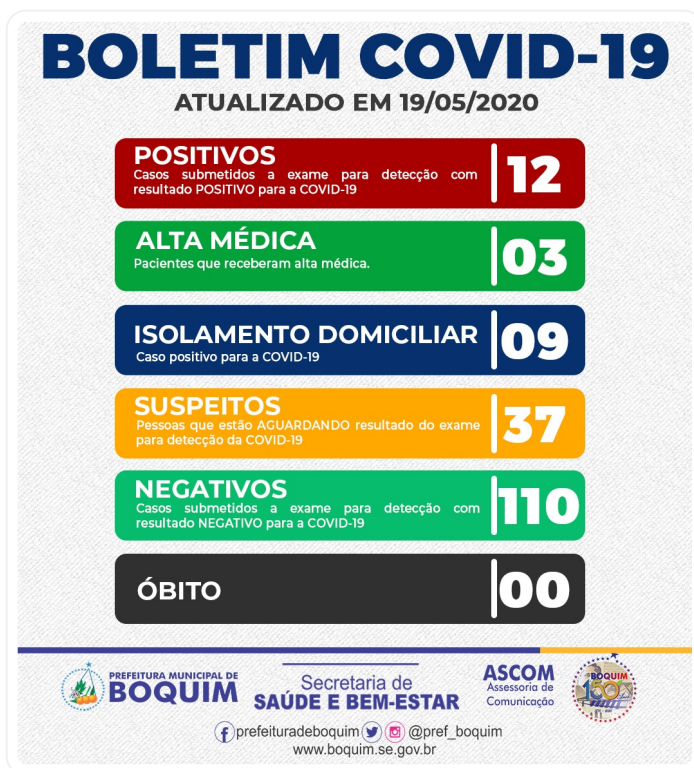 BOLETIM COVID-19
ATUALIZADO EM 19/05/2020
POSITIVOS
Casos submetidos a exame para detecção com
resultado POSITIVO para a COVID-19
12
ALTA MÉDICA
Pacientes que receberam alta médica.
03
ISOLAMENTO DOMICILIAR
Caso positivo para a COVID-19
09
SUSPEITOS
Pessoas que estão AGUARDANDO resultado do exame
para detecção da COVID-19
37
NEGATIVOS
Casos submetidos a exame para detecção com
resultado NEGATIVO para a COVID-19
110
ÓBITO
00
PREFEITURA MUNICIPAL DE
BOQUIM
Secretaria de
SAÚDE E BEM-ESTAR
ASCOM
Assessoria de
Comunicação
BOQUIM
150
prefeituradeboquim @pref_boquim
www.boquim.se.gov.br